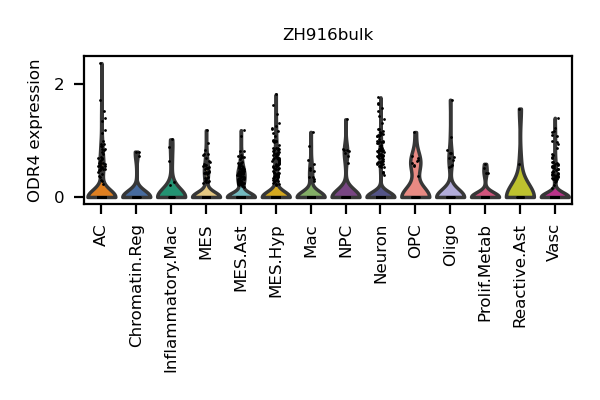 ZH916bulk
ODR4 expression
2
0
AC
Chromatin.Reg
Inflammatory.Mac
MES
MES.Ast
MES.Hyp
Mac
NPC
Neuron
OPC
Oligo
Prolif.Metab
Reactive.Ast
Vasc